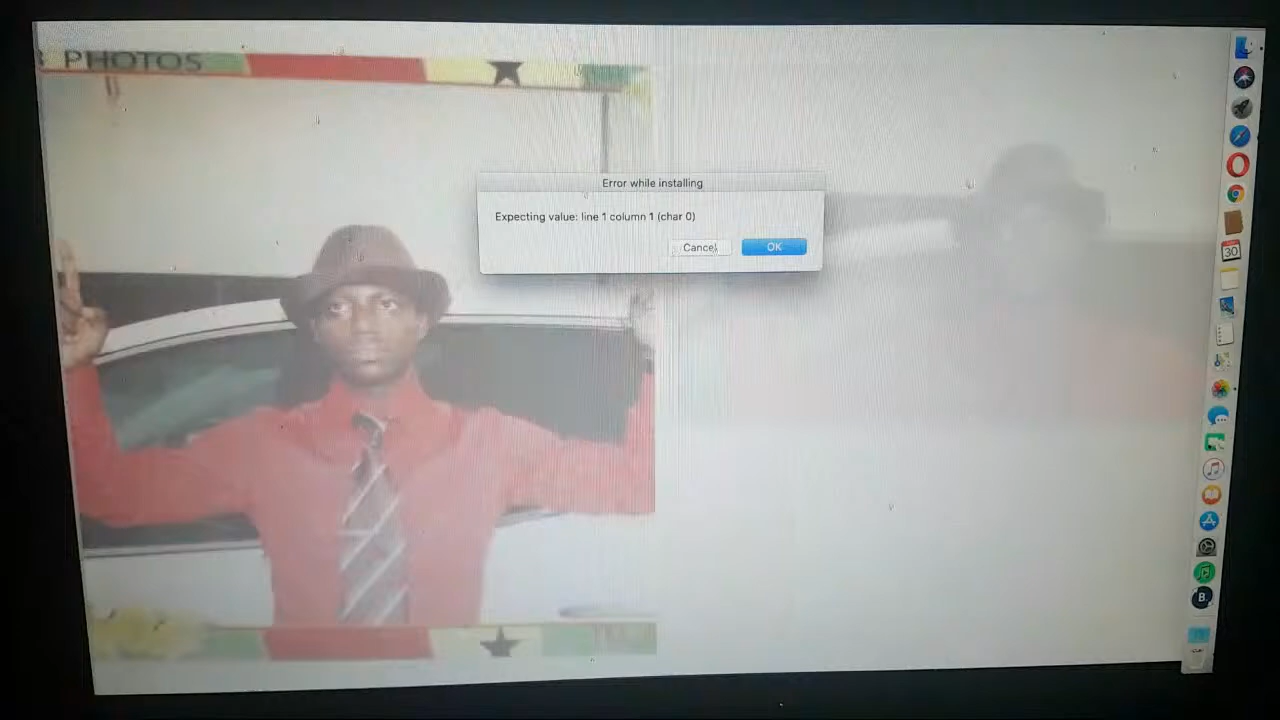 PHOTOS
Error while installing
Expecting value: line 1 column 1 (char 0)
Cancel
OK
30
B.